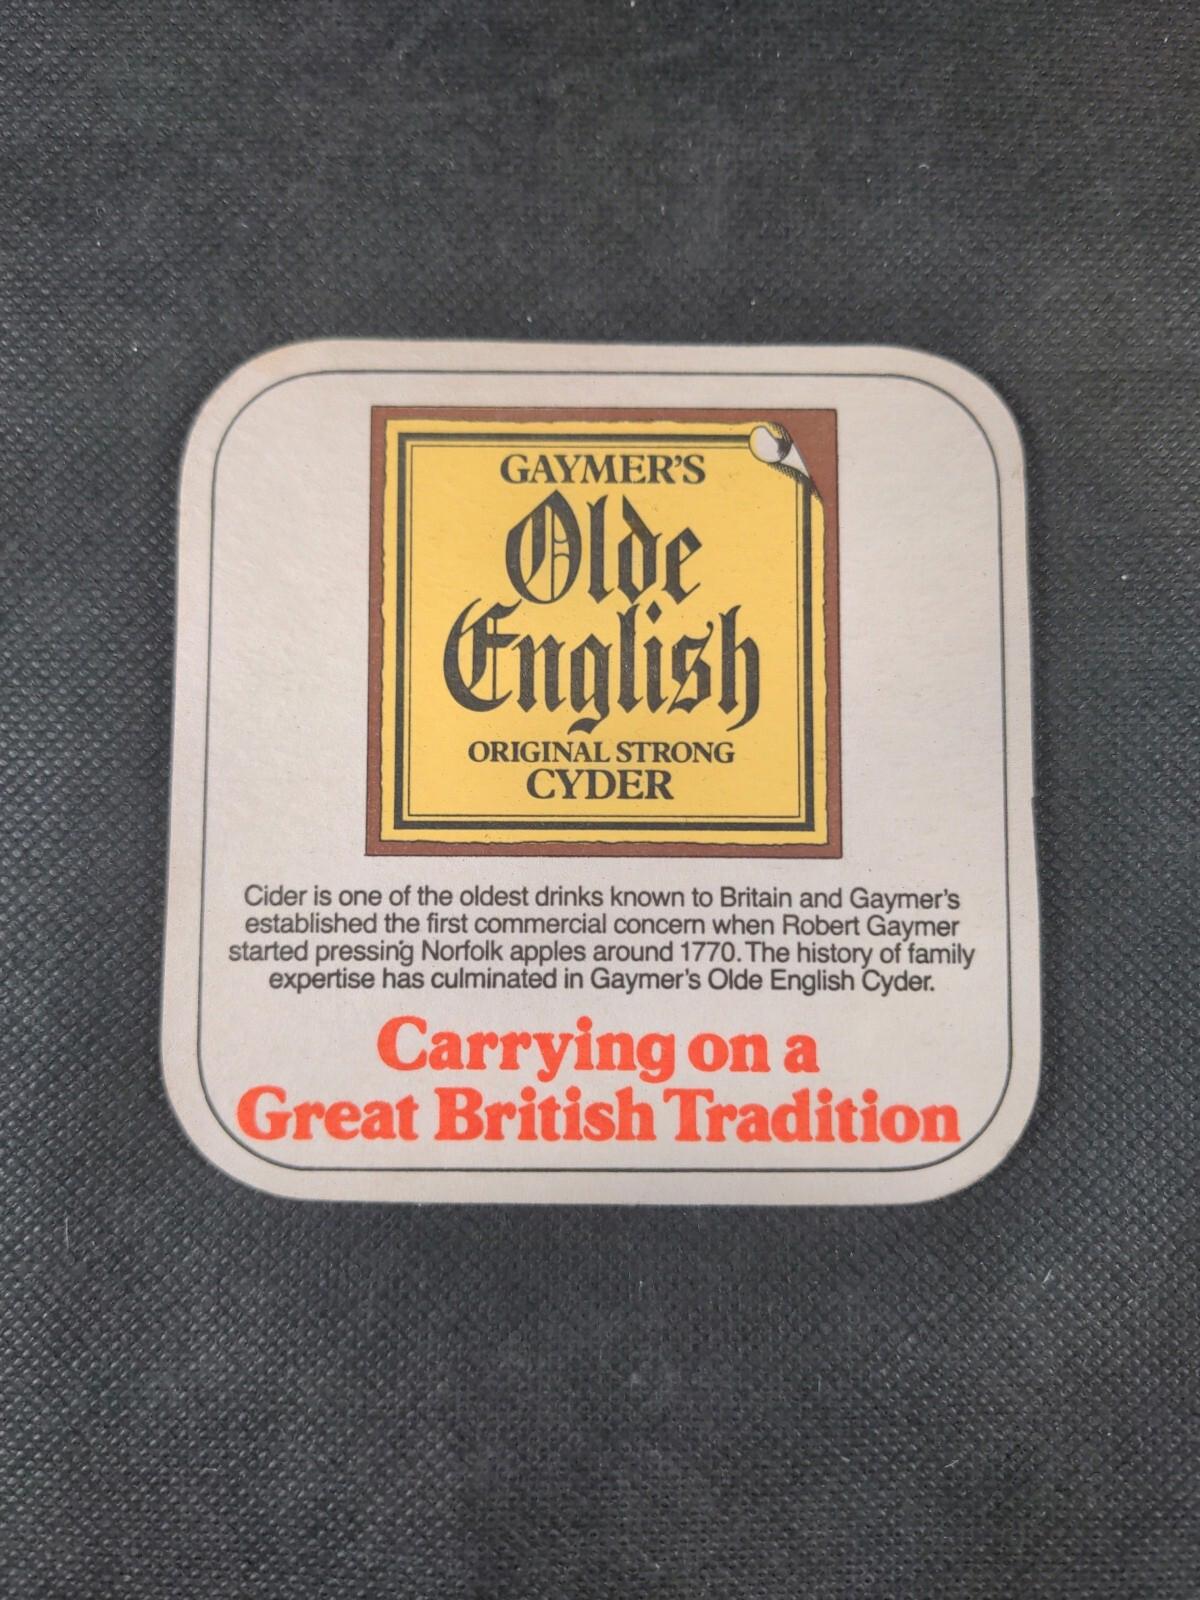 GAYMER'S
Olde
English
ORIGINAL STRONG
CYDER
Cider is one of the oldest drinks known to Britain and Gaymer's
established the first commercial concern when Robert Gaymer
started pressing Norfolk apples around 1770. The history of family
expertise has culminated in Gaymer's Olde English Cyder.
Carrying on a
Great British Tradition